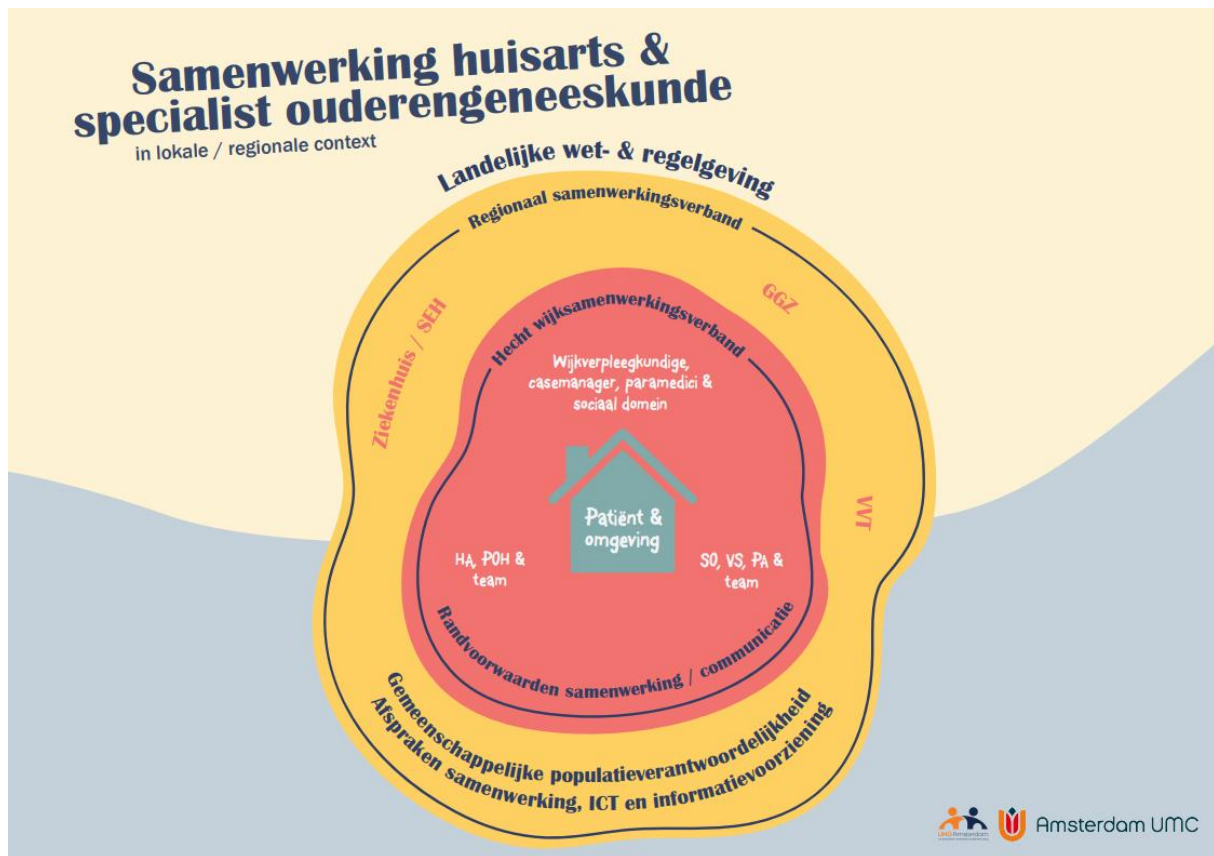 Samenwerking huisarts &
specialist ouderengeneeskunde
in lokale / regionale context
Landelijke wet- & regelgeving
Regionaal samenwerkingsverband
Ziekenhuis / SEH
GGZ
VVT
Hecht wijksamenwerkingsverband
Wijkverpleegkundige,
casemanager, paramedici &
sociaal domein
Patiënt &
omgeving
HA, POH &
team
SO, VS, PA &
team
Randvoorwaarden samenwerking / communicatie
Gemeenschappelijke populatieverantwoordelijkheid
Afspraken samenwerking, ICT en informatievoorziening
Amsterdam UMC